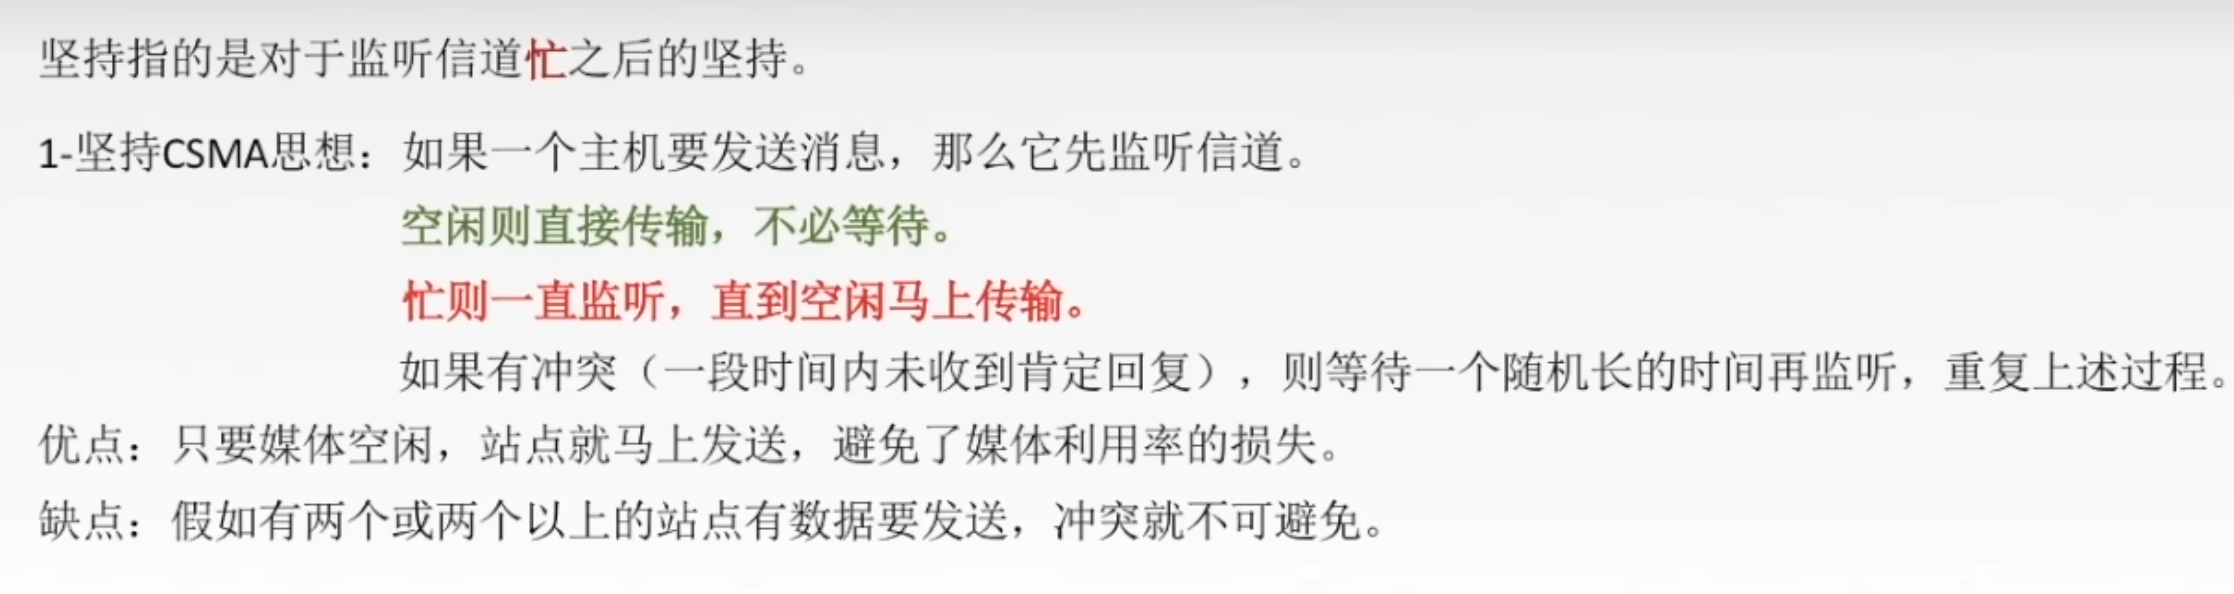 坚持指的是对于监听信道忙之后的坚持。
1-坚持CSMA思想：如果一个主机要发送消息，那么它先监听信道。
空闲则直接传输，不必等待。
忙则一直监听，直到空闲马上传输。
如果有冲突（一段时间内未收到肯定回复），则等待一个随机长的时间再监听，重复上述过程。
优点：只要媒体空闲，站点就马上发送，避免了媒体利用率的损失。
缺点：假如有两个或两个以上的站点有数据要发送，冲突就不可避免。